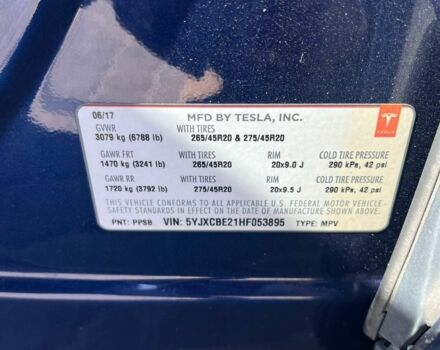 06/17 MFD BY TESLA, INC.
GVWR WITH TIRES
3079 kg (6788 lb) 265/45R20 & 275/45R20
GAWR FRT WITH TIRES RIM COLD TIRE PRESSURE
1470 kg (3241 lb) 265/45R20 20x9.0 J 290 kPa, 42 psi
GAWR RR WITH TIRES RIM COLD TIRE PRESSURE
1720 kg (3792 lb) 275/45R20 20x9.5 J 290 kPa, 42 psi
THIS VEHICLE CONFORMS TO ALL APPLICABLE U.S. FEDERAL MOTOR VEHICLE
SAFETY STANDARDS IN EFFECT ON THE DATE OF MANUFACTURE SHOWN ABOVE.
PNT: PPSB VIN: 5YJXCBE21HF053895 TYPE: MPV